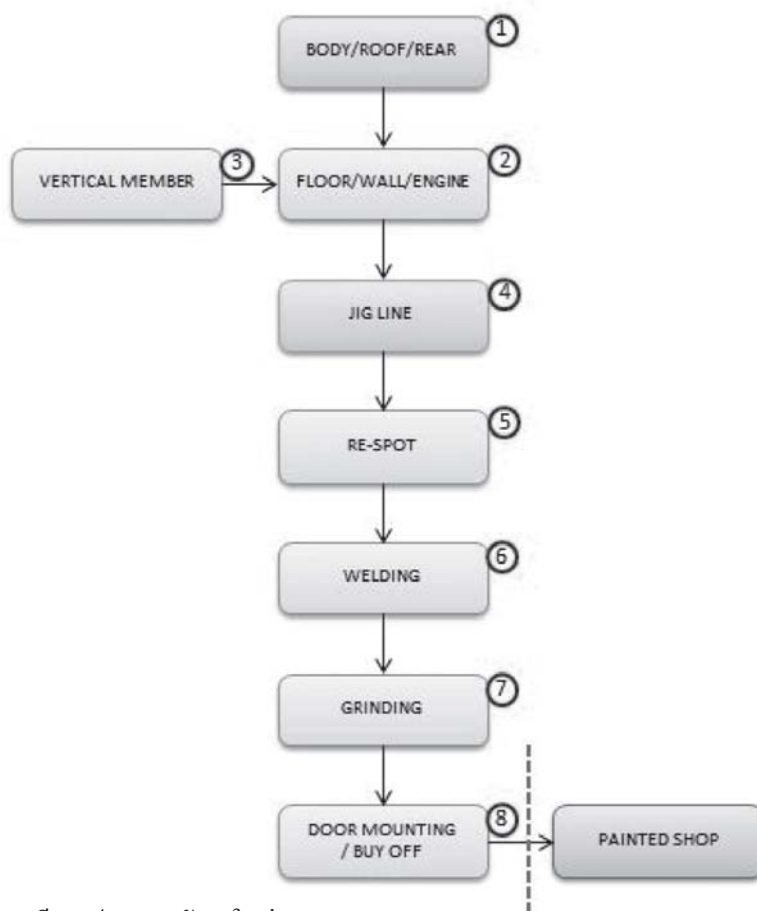 BODY/ROOF/REAR
1
VERTICAL MEMBER
3
FLOOR/WALL/ENGINE
2
JIG LINE
4
RE-SPOT
5
WELDING
6
GRINDING
7
DOOR MOUNTING
/ BUY OFF
8
PAINTED SHOP